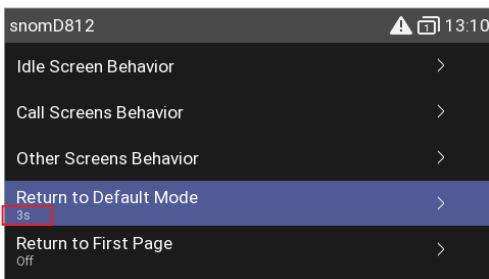 snomD812 1 13:10
Idle Screen Behavior
Call Screens Behavior
Other Screens Behavior
Return to Default Mode
3s
Return to First Page
Off